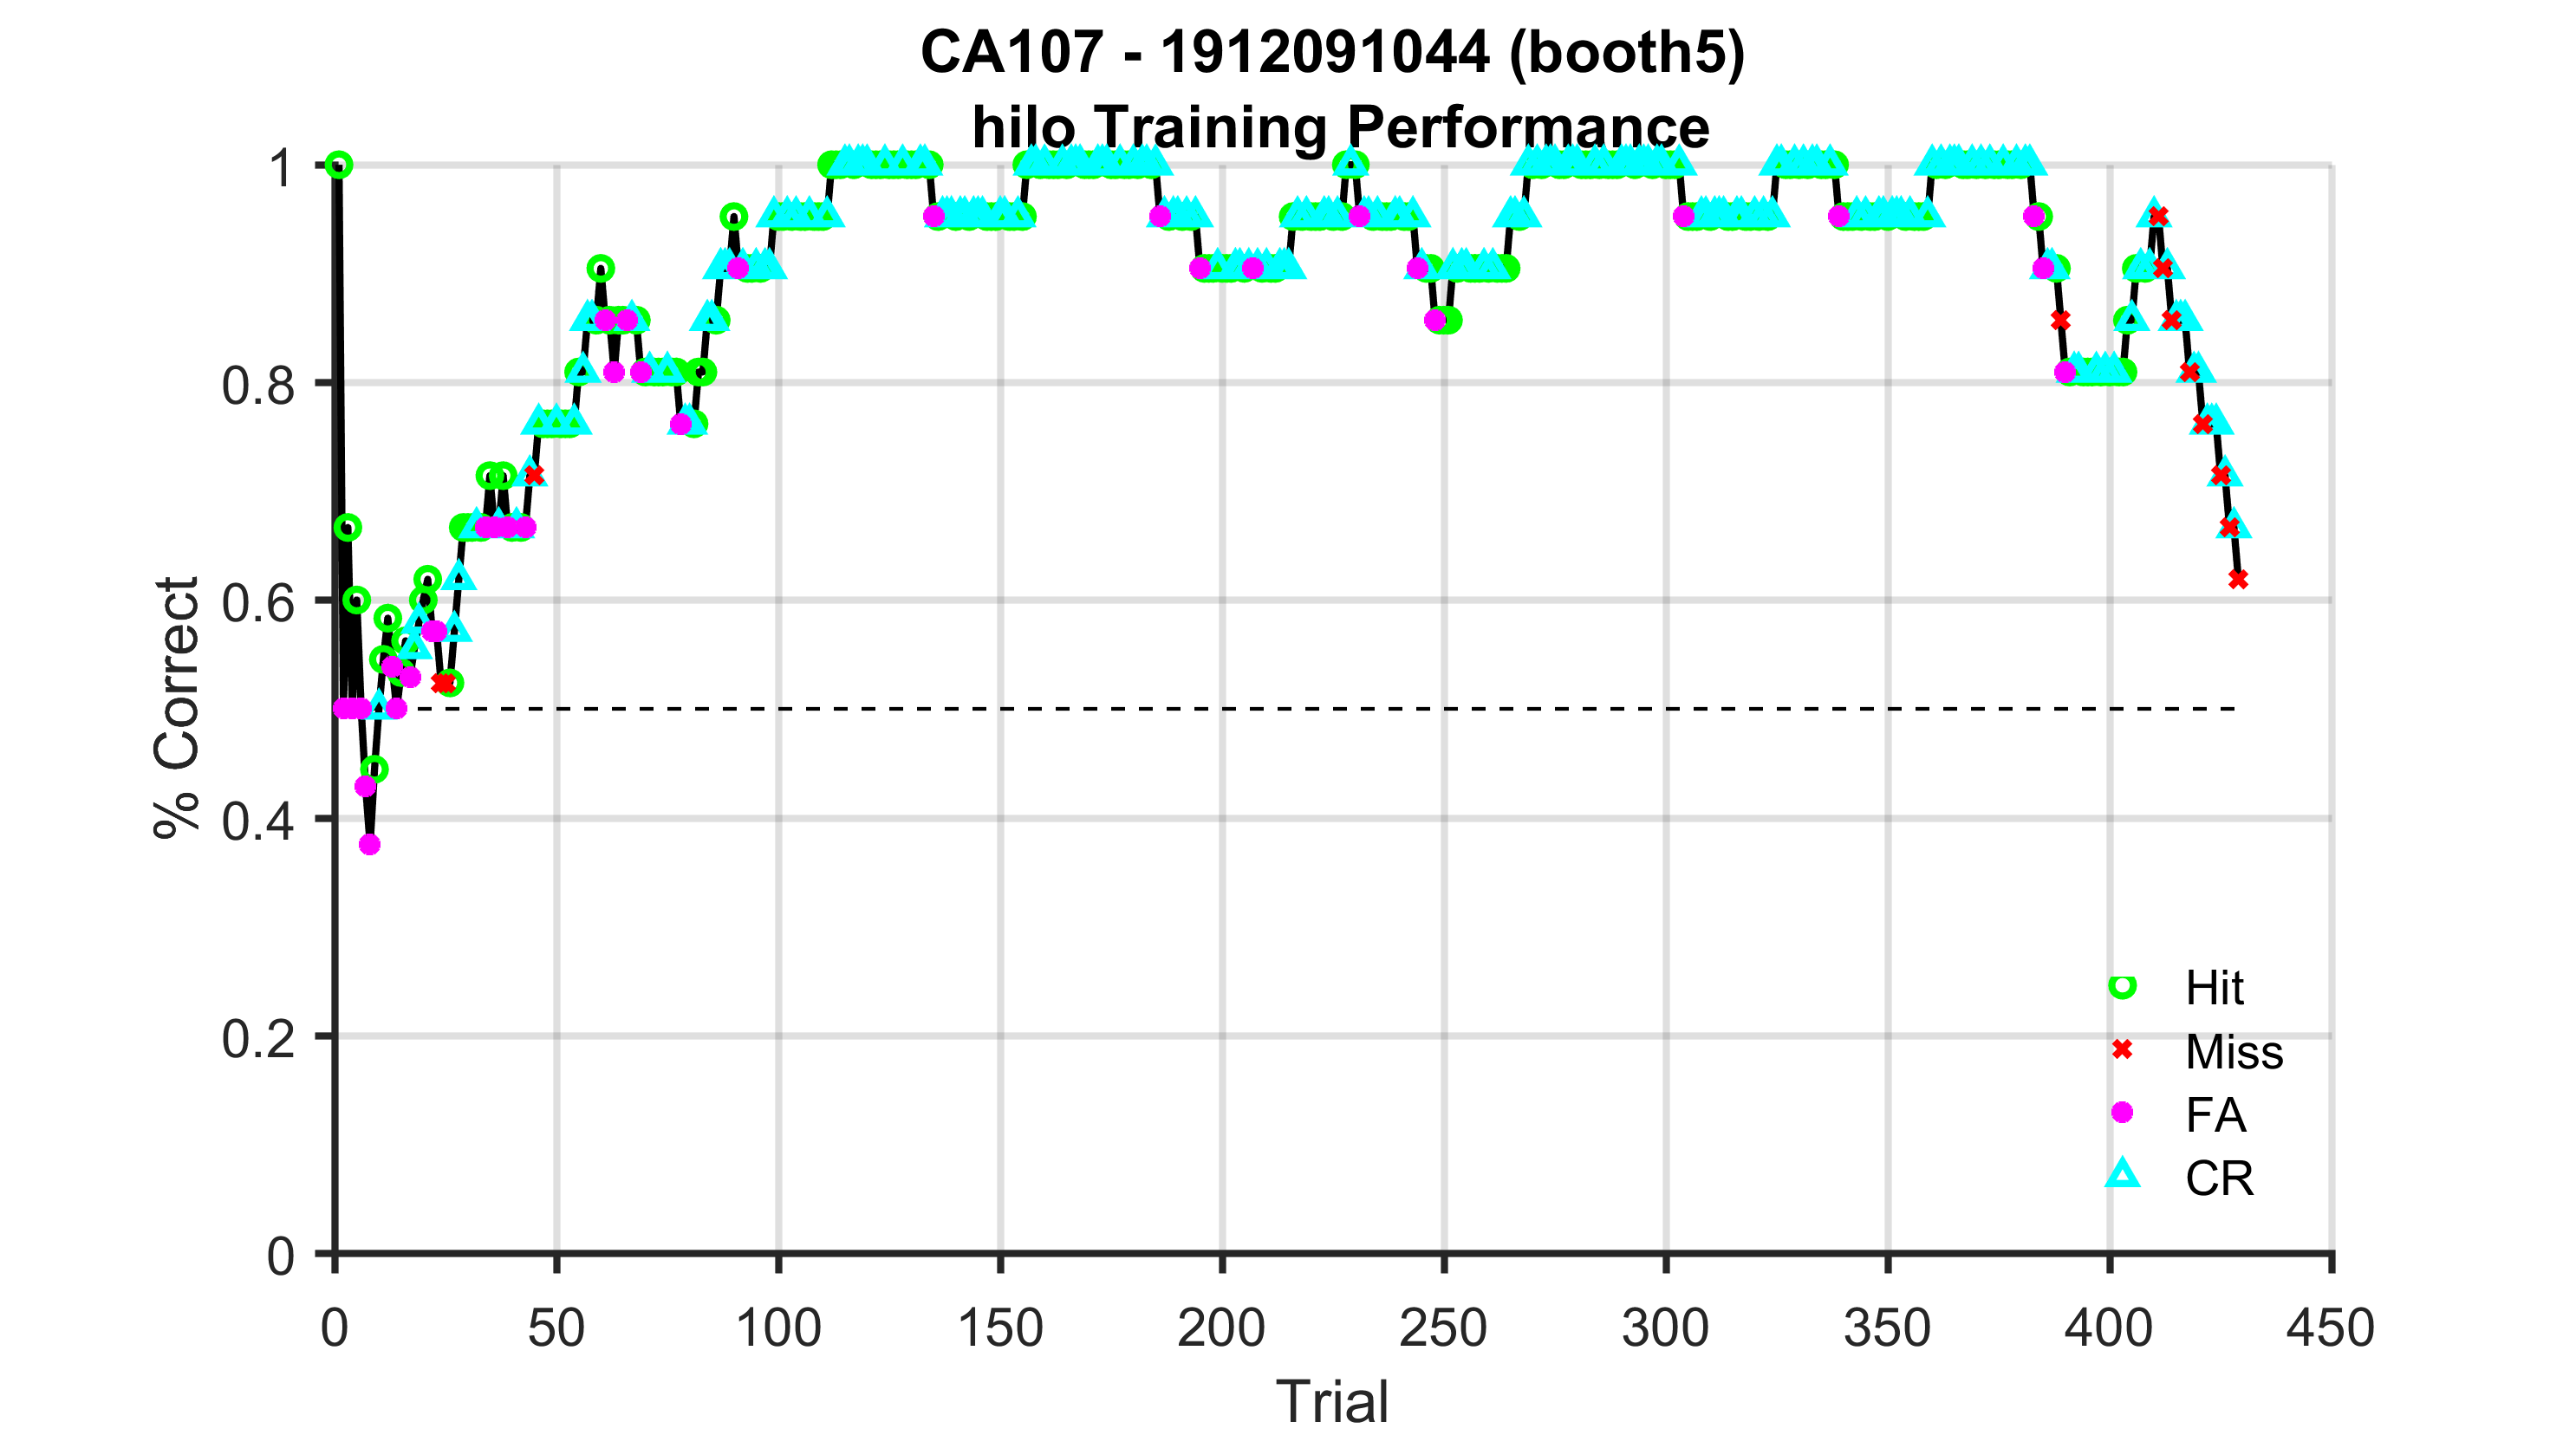 CA107 - 1912091044 (booth5)
hilo Training Performance
% Correct
1
0.8
0.6
0.4
0.2
0
0 50 100 150 200 250 300 350 400 450
Trial
Hit
Miss
FA
CR